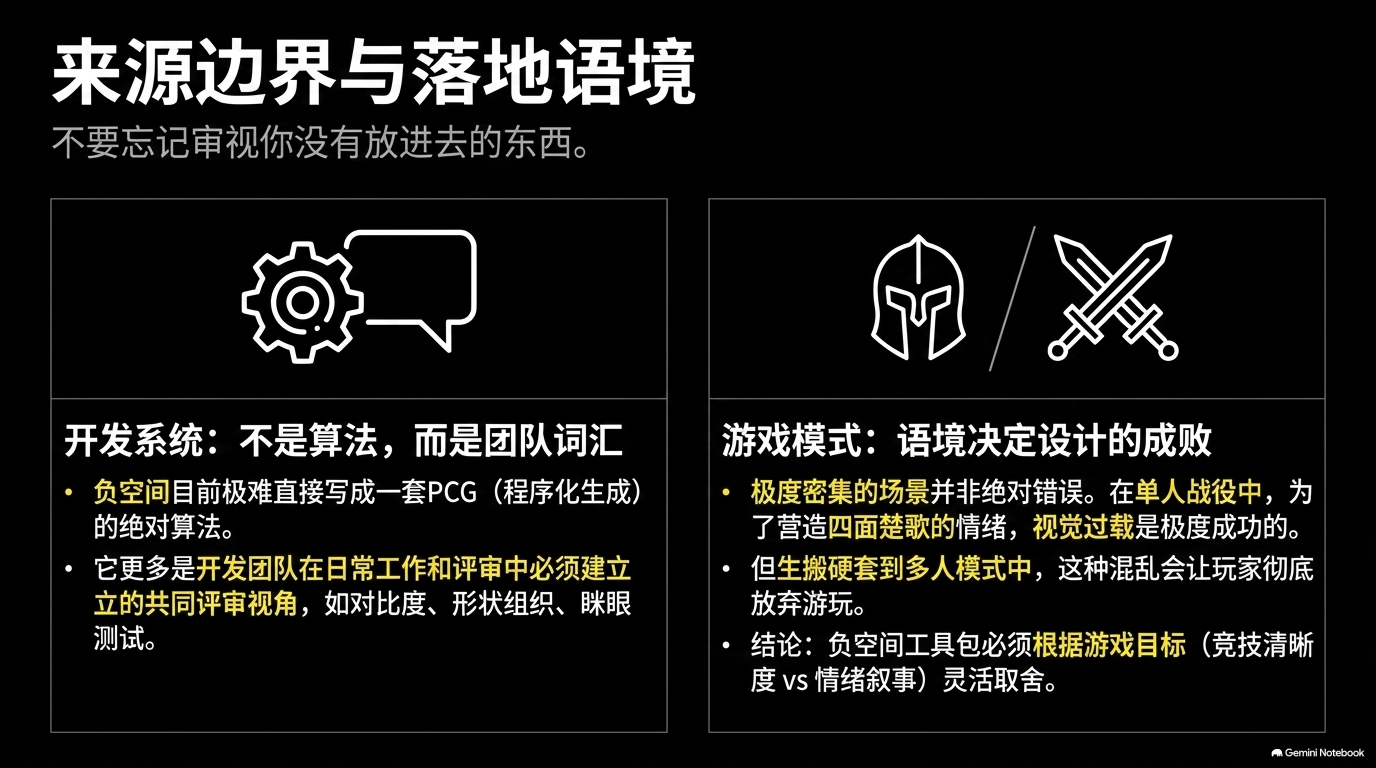 来源边界与落地语境
不要忘记审视你没有放进去的东西。
开发系统：不是算法，而是团队词汇
• 负空间目前极难直接写成一套PCG（程序化生成）
的绝对算法。
• 它更多是开发团队在日常工作和评审中必须建立
立的共同评审视角，如对比度、形状组织、眯眼
测试。
游戏模式：语境决定设计的成败
• 极度密集的场景并非绝对错误。在单人战役中，为
了营造四面楚歌的情绪，视觉过载是极度成功的。
• 但生搬硬套到多人模式中，这种混乱会让玩家彻底
放弃游玩。
• 结论：负空间工具包必须根据游戏目标（竞技清晰
度 vs 情绪叙事）灵活取舍。
Gemini Notebook